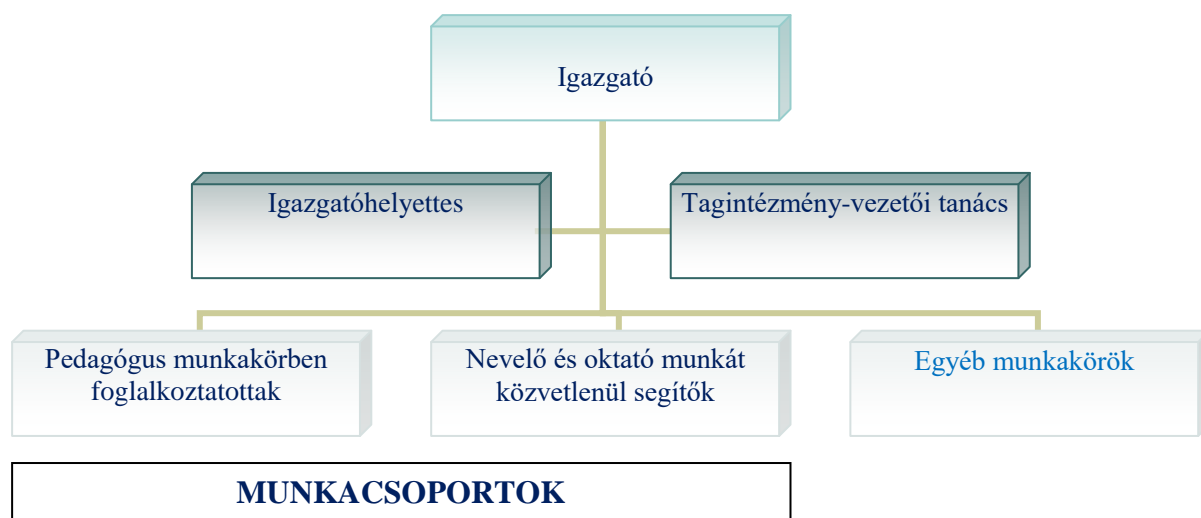 Igazgató
Igazgatóhelyettes
Tagintézmény-vezetői tanács
Pedagógus munkakörben
foglalkoztatottak
Nevelő és oktató munkát
közvetlenül segítők
Egyéb munkakörök
MUNKACSOPORTOK